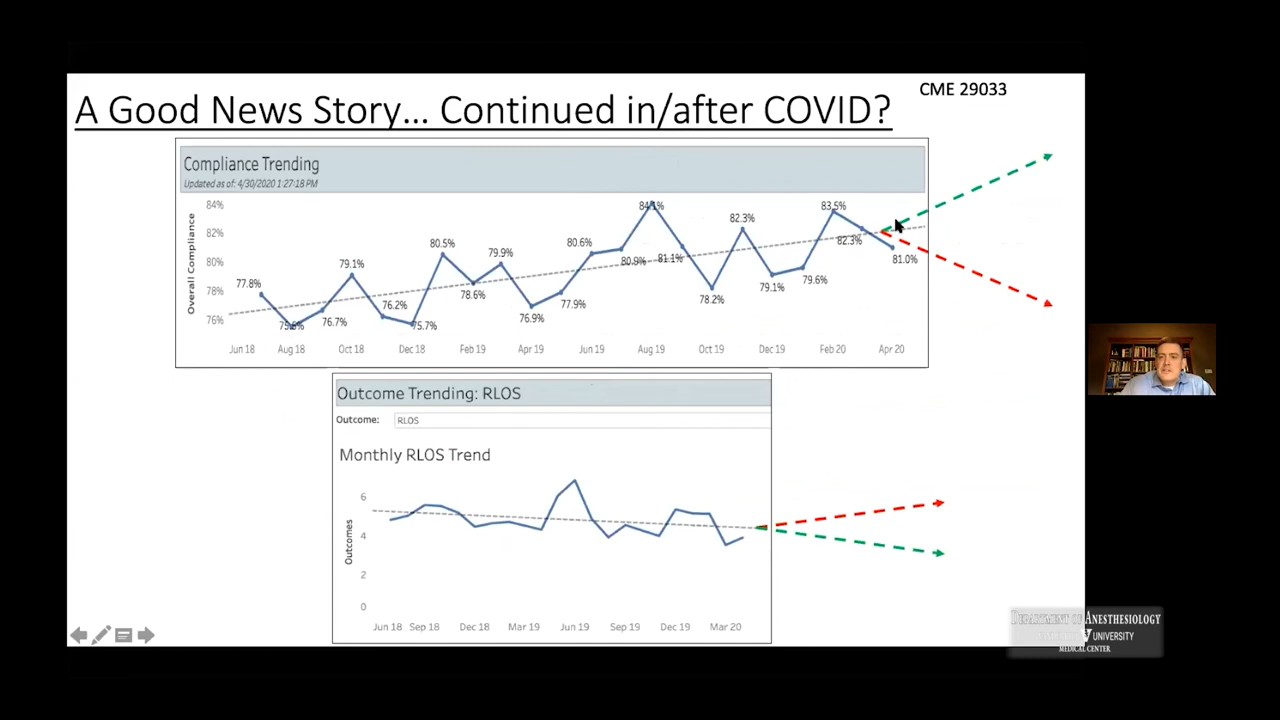 A Good News Story... Continued in/after COVID?
CME 29033
Compliance Trending
Updated as of: 4/30/2020 1:27:18 PM
Overall Compliance
84%
82%
80%
78%
76%
77.8%
79.1%
76.7%
76.2%
75.7%
80.5%
78.6%
79.9%
76.9%
77.9%
80.6%
80.9%
84.1%
81.1%
78.2%
82.3%
79.1%
79.6%
83.5%
82.3%
81.0%
Jun 18 Aug 18 Oct 18 Dec 18 Feb 19 Apr 19 Jun 19 Aug 19 Oct 19 Dec 19 Feb 20 Apr 20
Outcome Trending: RLOS
Outcome: RLOS
Monthly RLOS Trend
Outcomes
6
4
2
0
Jun 18 Sep 18 Dec 18 Mar 19 Jun 19 Sep 19 Dec 19 Mar 20
DEPARTMENT OF ANESTHESIOLOGY
UNIVERSITY
MEDICAL CENTER